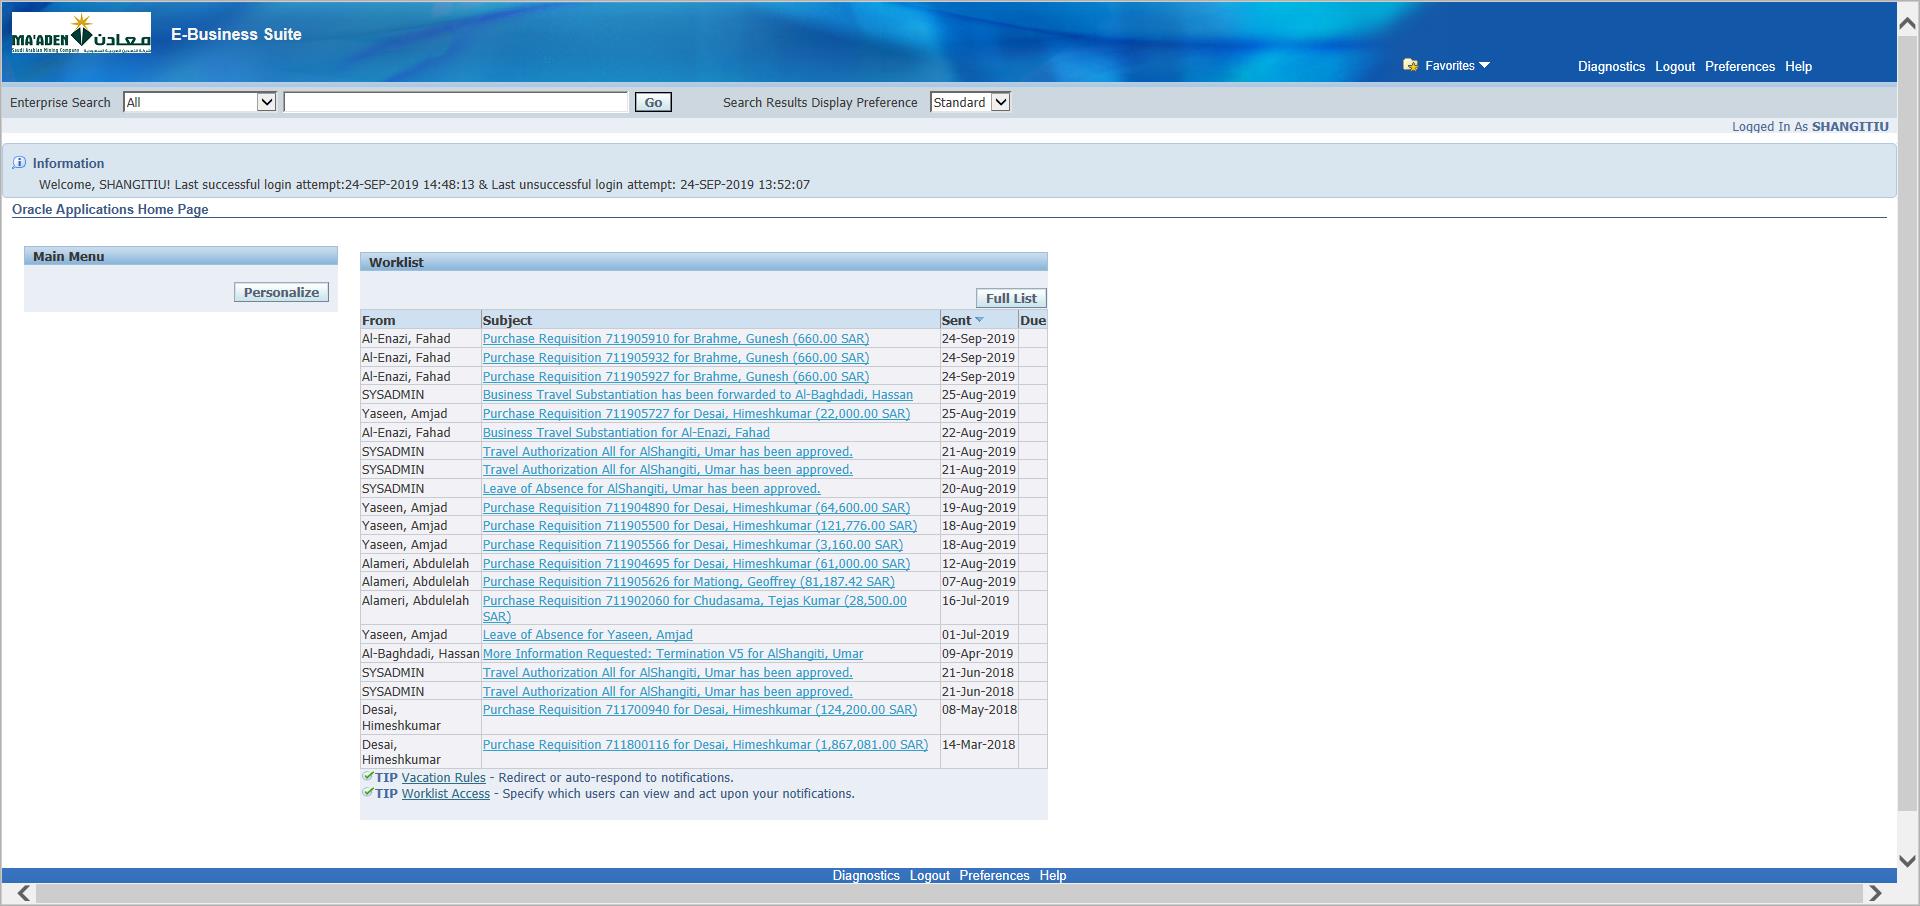 MA'ADEN معادن
Saudi Arabian Mining Company
E-Business Suite
Favorites
Diagnostics Logout Preferences Help
Enterprise Search All Go Search Results Display Preference Standard
Logged In As SHANGITIU
Information
Welcome, SHANGITIU! Last successful login attempt:24-SEP-2019 14:48:13 & Last unsuccessful login attempt: 24-SEP-2019 13:52:07
Oracle Applications Home Page
Main Menu
Personalize
Worklist
Full List
From Subject Sent Due
Al-Enazi, Fahad Purchase Requisition 711905910 for Brahme, Gunesh (660.00 SAR) 24-Sep-2019
Al-Enazi, Fahad Purchase Requisition 711905932 for Brahme, Gunesh (660.00 SAR) 24-Sep-2019
Al-Enazi, Fahad Purchase Requisition 711905927 for Brahme, Gunesh (660.00 SAR) 24-Sep-2019
SYSADMIN Business Travel Substantiation has been forwarded to Al-Baghdadi, Hassan 25-Aug-2019
Yaseen, Amjad Purchase Requisition 711905727 for Desai, Himeshkumar (22,000.00 SAR) 25-Aug-2019
Al-Enazi, Fahad Business Travel Substantiation for Al-Enazi, Fahad 22-Aug-2019
SYSADMIN Travel Authorization All for AlShangiti, Umar has been approved. 21-Aug-2019
SYSADMIN Travel Authorization All for AlShangiti, Umar has been approved. 21-Aug-2019
SYSADMIN Leave of Absence for AlShangiti, Umar has been approved. 20-Aug-2019
Yaseen, Amjad Purchase Requisition 711904890 for Desai, Himeshkumar (64,600.00 SAR) 19-Aug-2019
Yaseen, Amjad Purchase Requisition 711905500 for Desai, Himeshkumar (121,776.00 SAR) 18-Aug-2019
Yaseen, Amjad Purchase Requisition 711905566 for Desai, Himeshkumar (3,160.00 SAR) 18-Aug-2019
Alameri, Abdulelah Purchase Requisition 711904695 for Desai, Himeshkumar (61,000.00 SAR) 12-Aug-2019
Alameri, Abdulelah Purchase Requisition 711905626 for Mationg, Geoffrey (81,187.42 SAR) 07-Aug-2019
Alameri, Abdulelah Purchase Requisition 711902060 for Chudasama, Tejas Kumar (28,500.00 16-Jul-2019
SAR)
Yaseen, Amjad Leave of Absence for Yaseen, Amjad 01-Jul-2019
Al-Baghdadi, Hassan More Information Requested: Termination V5 for AlShangiti, Umar 09-Apr-2019
SYSADMIN Travel Authorization All for AlShangiti, Umar has been approved. 21-Jun-2018
SYSADMIN Travel Authorization All for AlShangiti, Umar has been approved. 21-Jun-2018
Desai, Purchase Requisition 711700940 for Desai, Himeshkumar (124,200.00 SAR) 08-May-2018
Himeshkumar
Desai, Purchase Requisition 711800116 for Desai, Himeshkumar (1,867,081.00 SAR) 14-Mar-2018
Himeshkumar
TIP Vacation Rules - Redirect or auto-respond to notifications.
TIP Worklist Access - Specify which users can view and act upon your notifications.
Diagnostics Logout Preferences Help